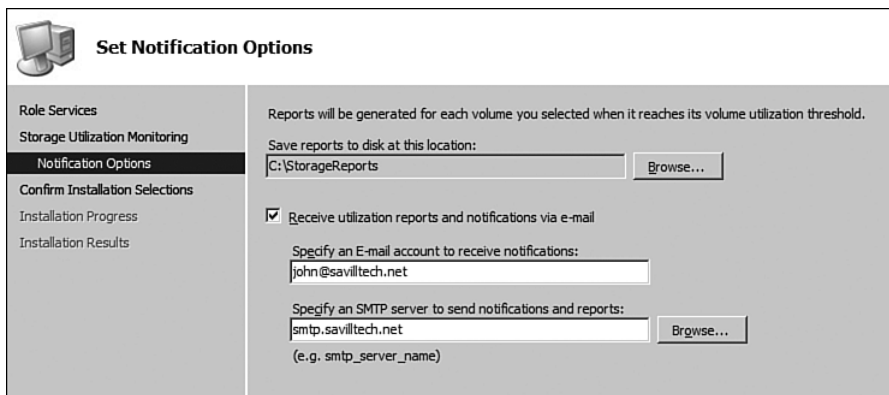 Set Notification Options
Role Services
Storage Utilization Monitoring
Notification Options
Confirm Installation Selections
Installation Progress
Installation Results
Reports will be generated for each volume you selected when it reaches its volume utilization threshold.
Save reports to disk at this location:
C:\StorageReports
Browse...
Receive utilization reports and notifications via e-mail
Specify an E-mail account to receive notifications:
john@savilltech.net
Specify an SMTP server to send notifications and reports:
smtp.savilltech.net
Browse...
(e.g. smtp_server_name)